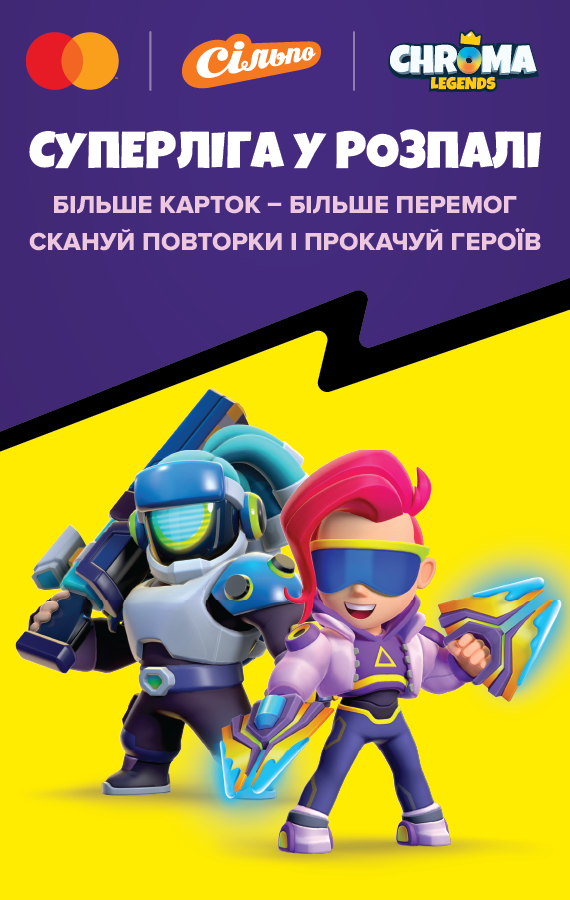 Сільпо
CHROMA
LEGENDS
СУПЕРЛІГА У РОЗПАЛІ
БІЛЬШЕ КАРТОК – БІЛЬШЕ ПЕРЕМОГ
СКАНУЙ ПОВТОРКИ І ПРОКАЧУЙ ГЕРОЇВ